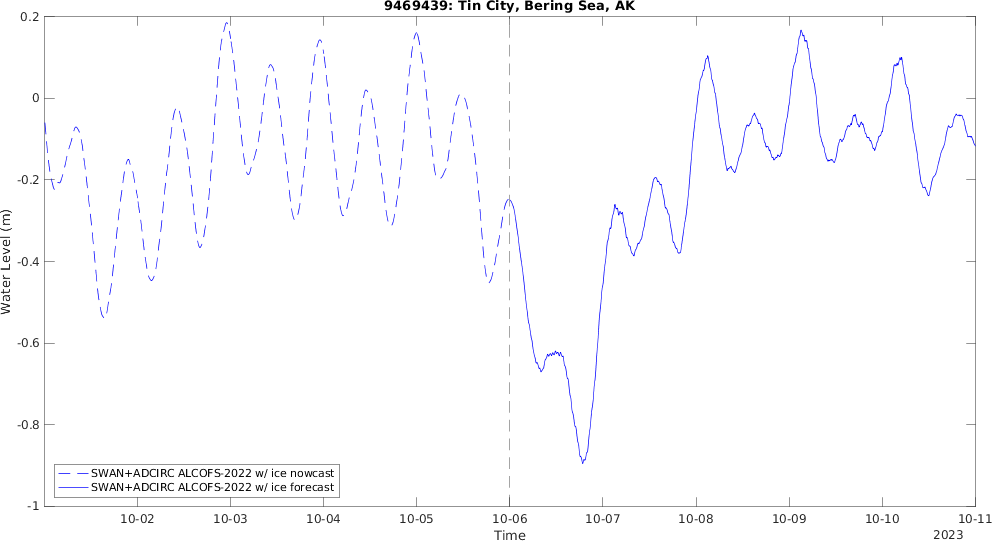 9469439: Tin City, Bering Sea, AK
0.2
0
-0.2
-0.4
-0.6
-0.8
-1
Water Level (m)
SWAN+ADCIRC ALCOFS-2022 w/ ice nowcast
SWAN+ADCIRC ALCOFS-2022 w/ ice forecast
10-02 10-03 10-04 10-05 10-06 10-07 10-08 10-09 10-10 10-11
Time
2023